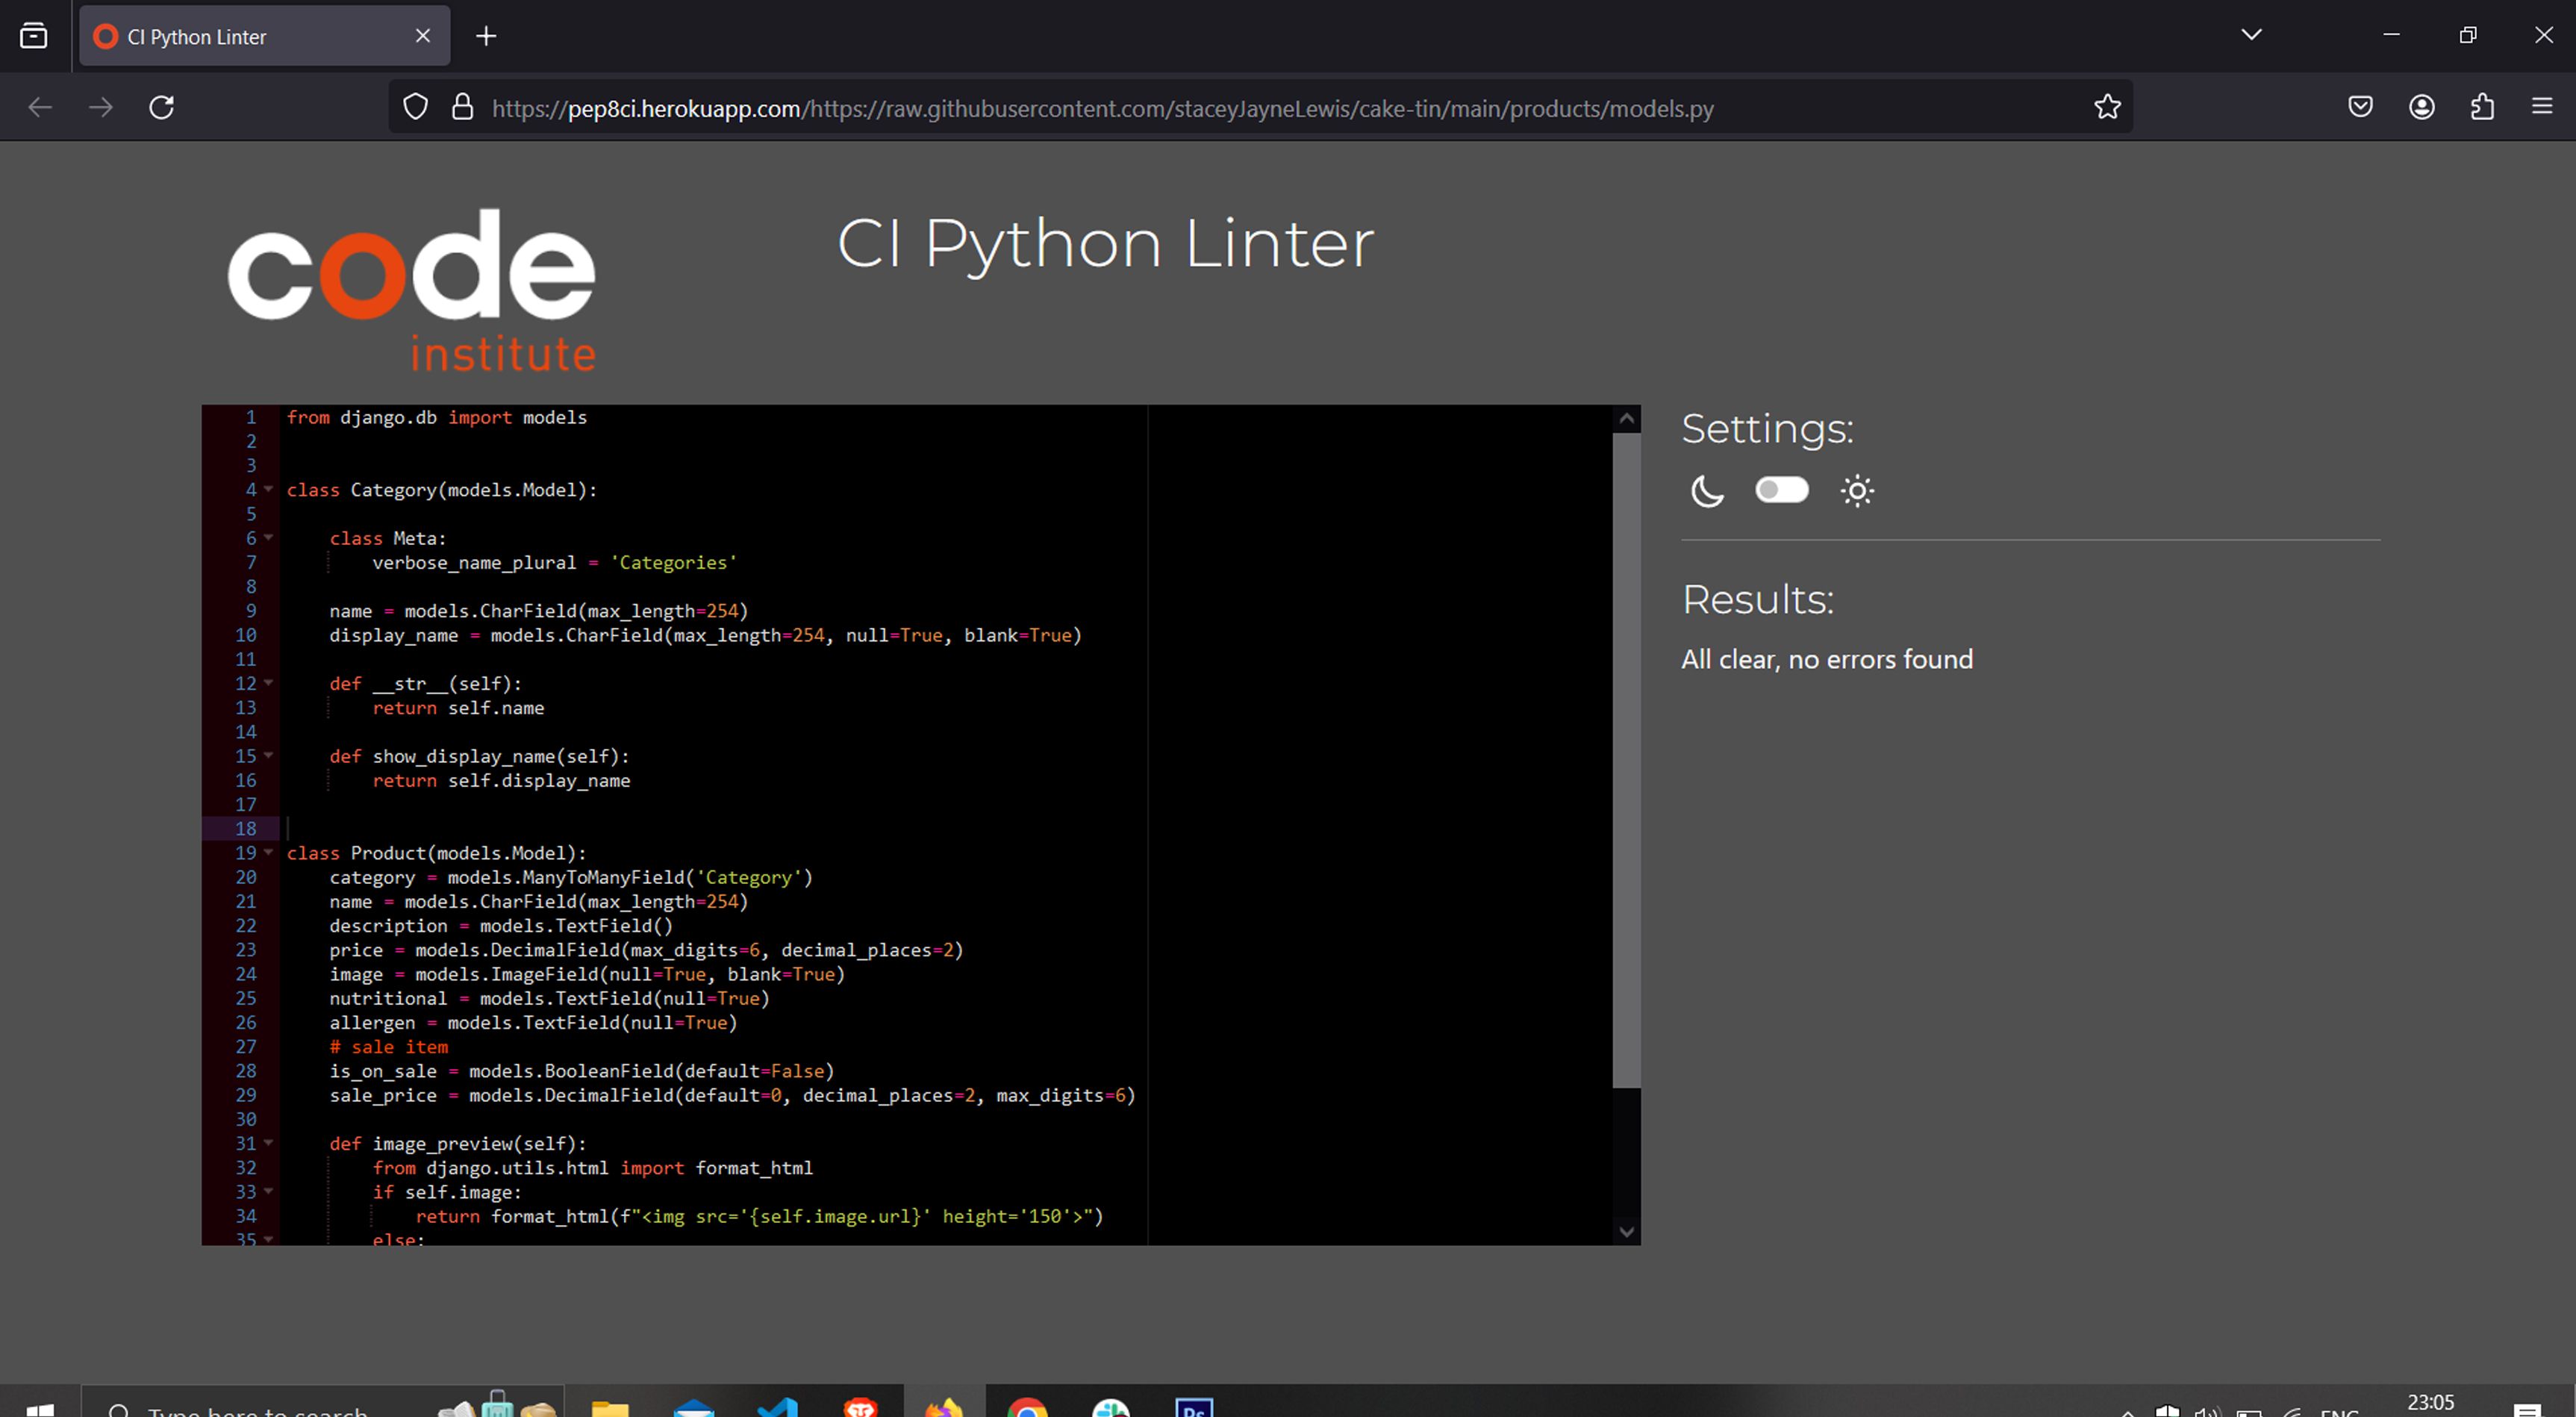 CI Python Linter
https://pep8ci.herokuapp.com/https://raw.githubusercontent.com/staceyJayneLewis/cake-tin/main/products/models.py
code
institute
CI Python Linter
1 from django.db import models
2
3
4 class Category(models.Model):
5
6     class Meta:
7         verbose_name_plural = 'Categories'
8
9     name = models.CharField(max_length=254)
10     display_name = models.CharField(max_length=254, null=True, blank=True)
11
12     def __str__(self):
13         return self.name
14
15     def show_display_name(self):
16         return self.display_name
17
18
19 class Product(models.Model):
20     category = models.ManyToManyField('Category')
21     name = models.CharField(max_length=254)
22     description = models.TextField()
23     price = models.DecimalField(max_digits=6, decimal_places=2)
24     image = models.ImageField(null=True, blank=True)
25     nutritional = models.TextField(null=True)
26     allergen = models.TextField(null=True)
27     # sale item
28     is_on_sale = models.BooleanField(default=False)
29     sale_price = models.DecimalField(default=0, decimal_places=2, max_digits=6)
30
31     def image_preview(self):
32         from django.utils.html import format_html
33         if self.image:
34             return format_html(f"<img src='{self.image.url}' height='150'>")
35         else:
Settings:
Results:
All clear, no errors found
Type here to search
Ps
ENG
23:05